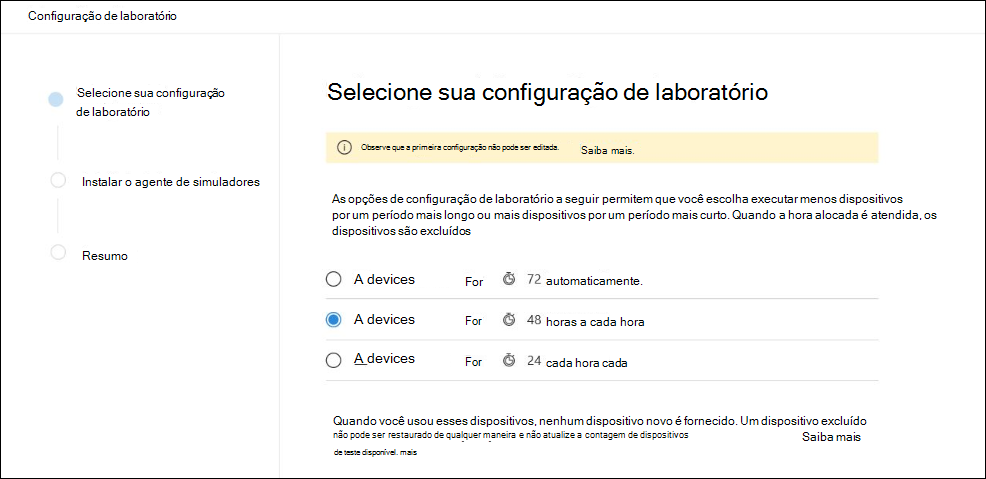 Configuração de laboratório
Selecione sua configuração
de laboratório
Instalar o agente de simuladores
Resumo
Selecione sua configuração de laboratório
Observe que a primeira configuração não pode ser editada. Saiba mais.
As opções de configuração de laboratório a seguir permitem que você escolha executar menos dispositivos
por um período mais longo ou mais dispositivos por um período mais curto. Quando a hora alocada é atendida, os
dispositivos são excluídos
A devices For 72 automaticamente.
A devices For 48 horas a cada hora
A devices For 24 cada hora cada
Quando você usou esses dispositivos, nenhum dispositivo novo é fornecido. Um dispositivo excluído
não pode ser restaurado de qualquer maneira e não atualize a contagem de dispositivos Saiba mais
de teste disponível. mais